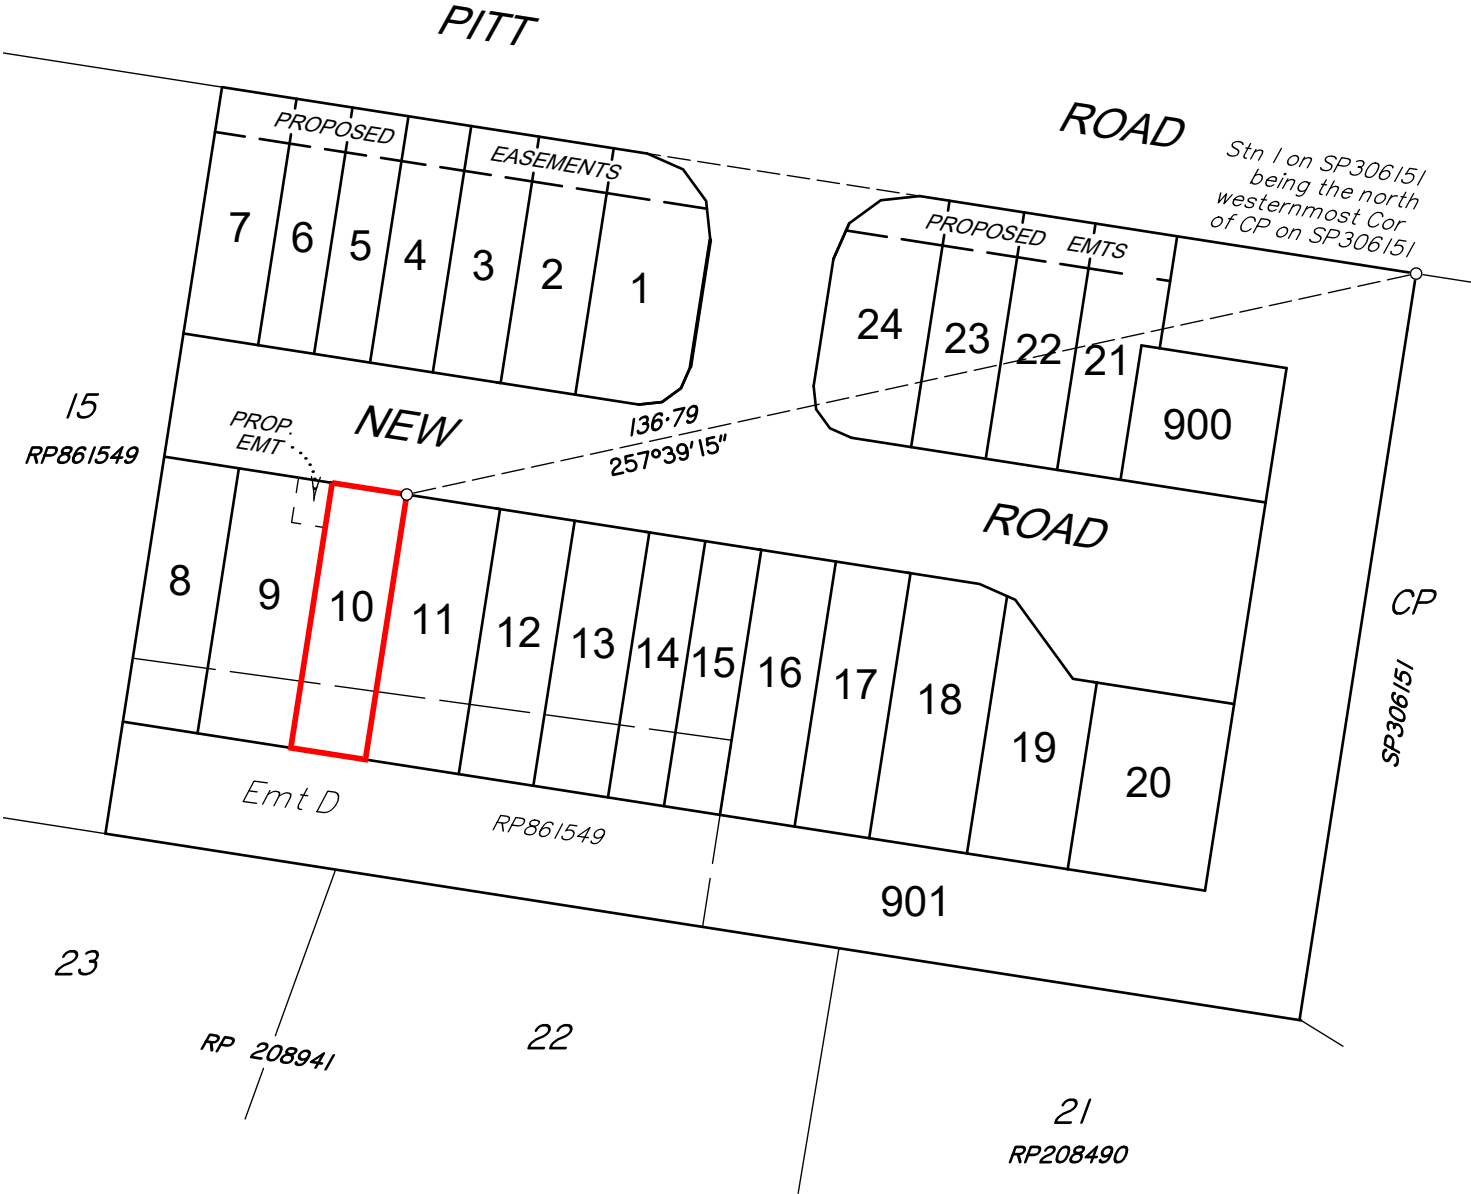 PITT
ROAD
Stn 1 on SP306151
being the north
westernmost Cor
of CP on SP306151
PROPOSED
EASEMENTS
PROPOSED EMTS
7
6
5
4
3
2
1
24
23
22
21
900
15
RP861549
PROP.
EMT
NEW
136·79
257°39'15"
ROAD
8
9
10
11
12
13
14
15
16
17
18
19
20
CP
SP306151
Emt D
RP861549
901
23
RP 208941
22
21
RP208490